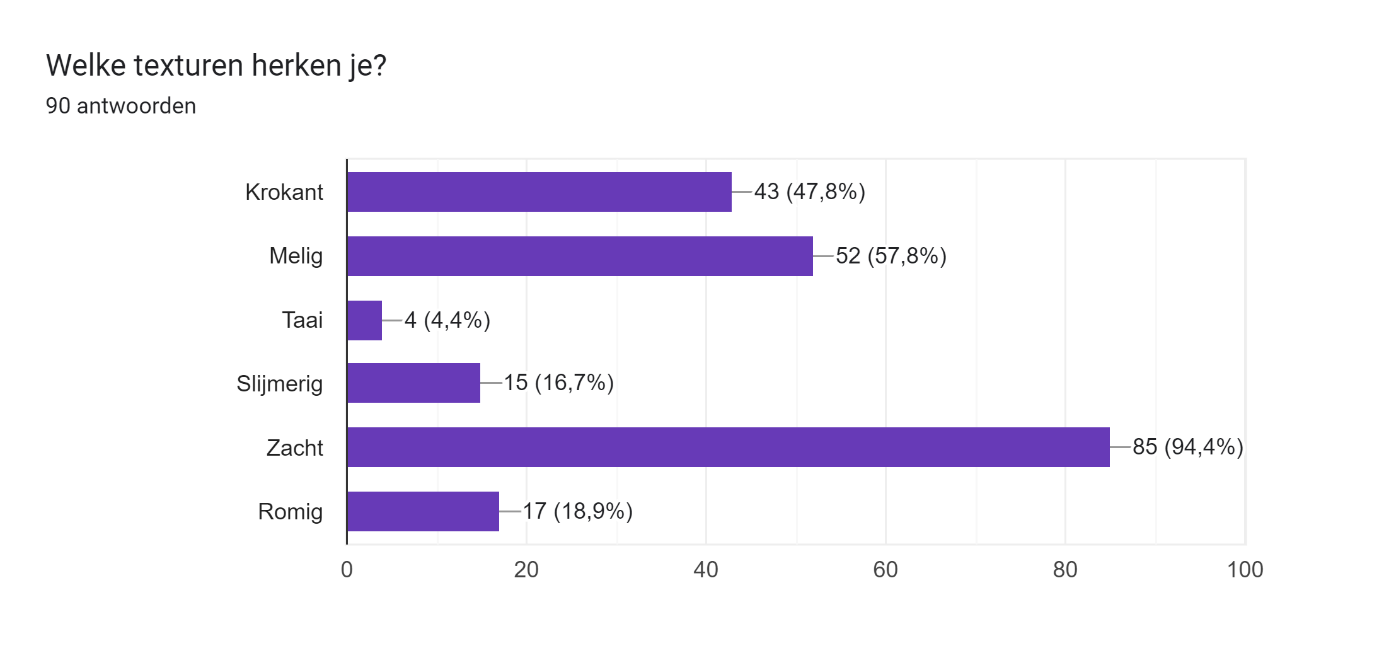 Welke texturen herken je?
90 antwoorden
Krokant 43 (47,8%)
Melig 52 (57,8%)
Taai 4 (4,4%)
Slijmerig 15 (16,7%)
Zacht 85 (94,4%)
Romig 17 (18,9%)
0 20 40 60 80 100